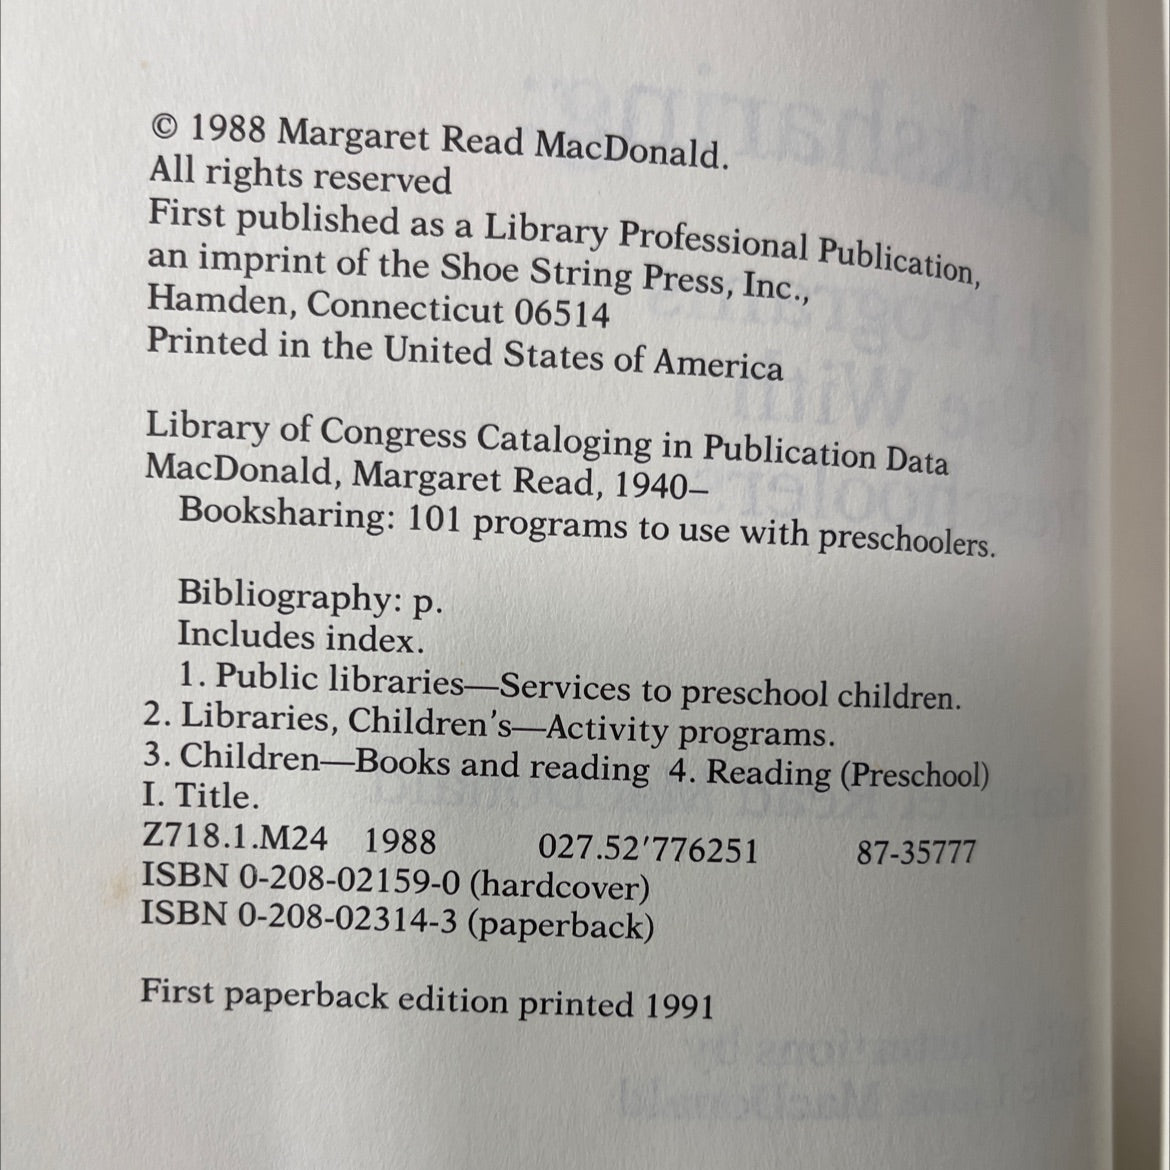 © 1988 Margaret Read MacDonald.
All rights reserved
First published as a Library Professional Publication,
an imprint of the Shoe String Press, Inc.,
Hamden, Connecticut 06514
Printed in the United States of America
Library of Congress Cataloging in Publication Data
MacDonald, Margaret Read, 1940–
Booksharing: 101 programs to use with preschoolers.
Bibliography: p.
Includes index.
1. Public libraries—Services to preschool children.
2. Libraries, Children's—Activity programs.
3. Children—Books and reading 4. Reading (Preschool)
I. Title.
Z718.1.M24 1988 027.52′776251 87-35777
ISBN 0-208-02159-0 (hardcover)
ISBN 0-208-02314-3 (paperback)
First paperback edition printed 1991